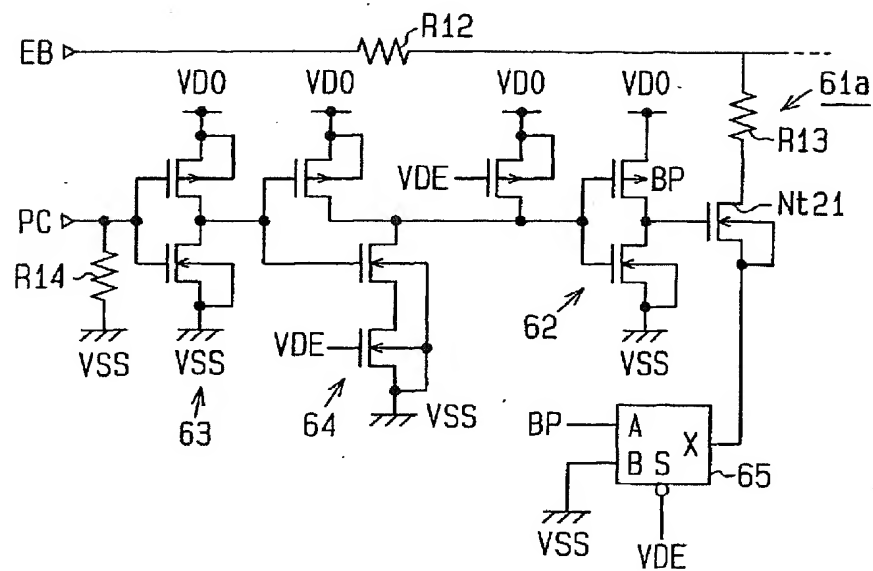 R12
EB
VDO VDO VDO VDO
61a
R13
VDE
BP
Nt21
PC
R14
62
VSS VSS VDE VSS
63 64 VSS
BP A X
B S 65
VSS VDE